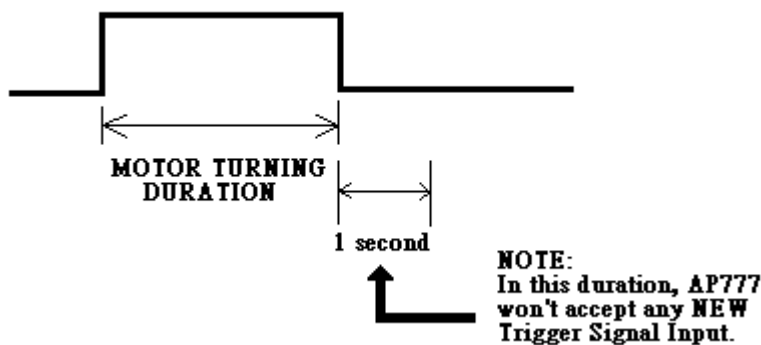 MOTOR TURNING
DURATION
1 second
NOTE:
In this duration, AP777
won't accept any NEW
Trigger Signal Input.